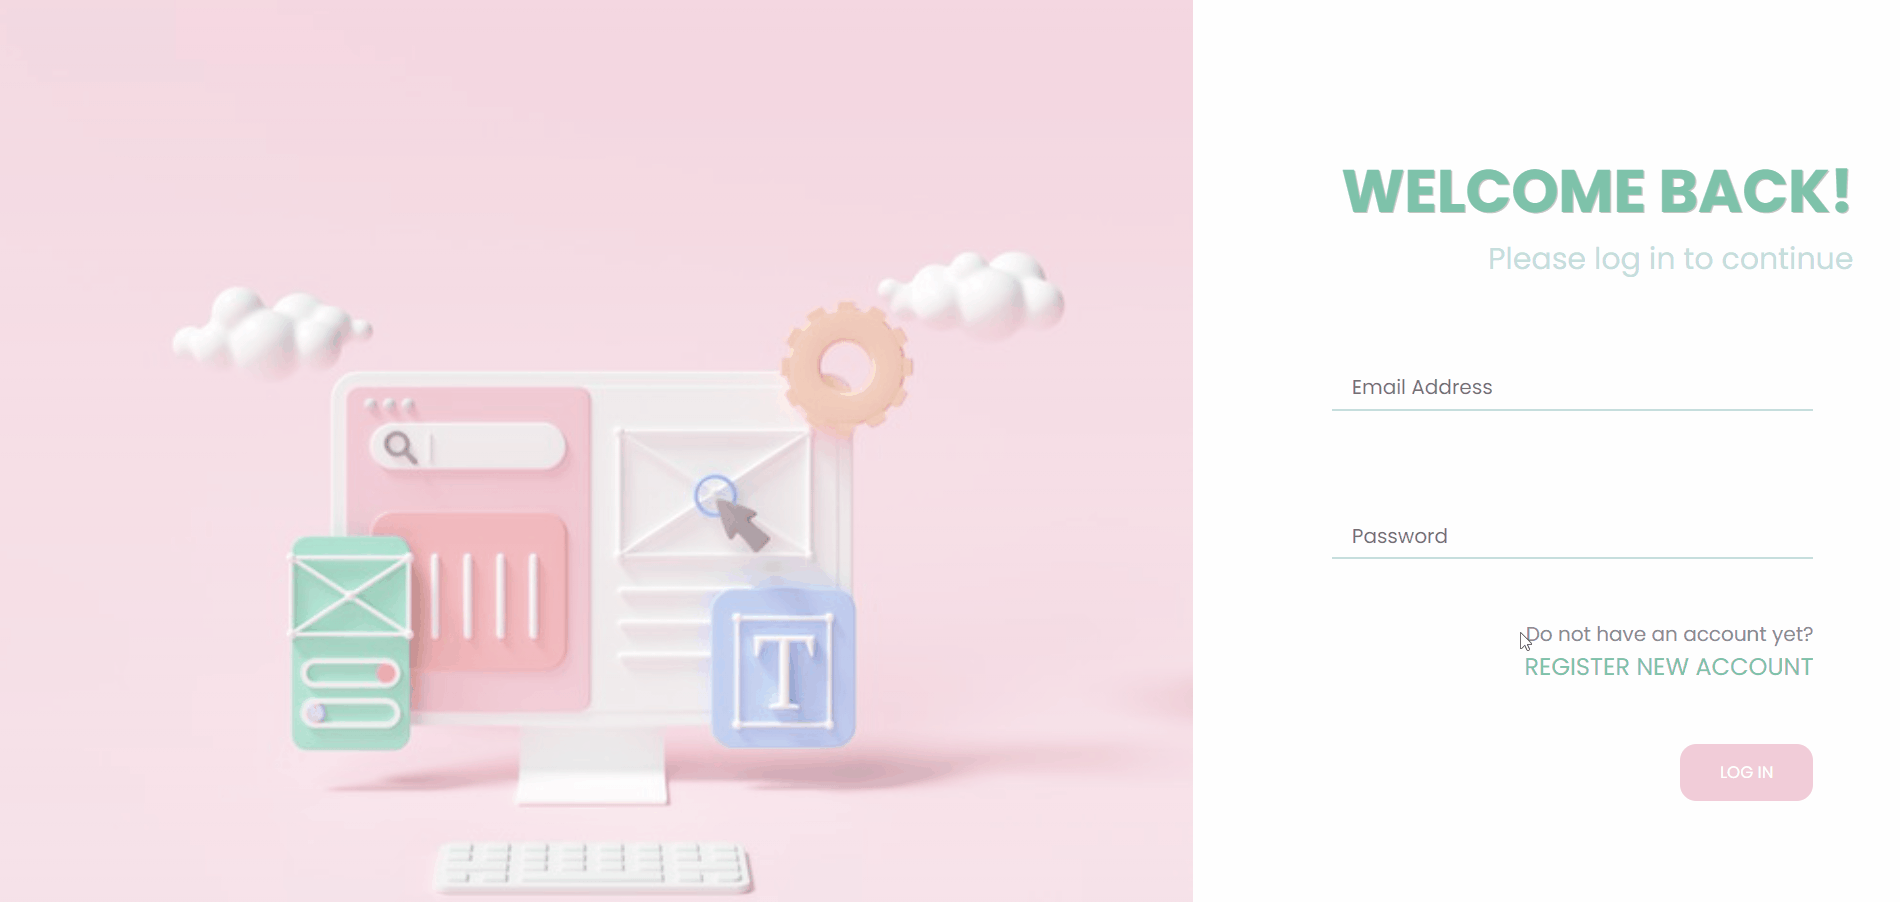 WELCOME BACK!
Please log in to continue
Email Address
Password
Do not have an account yet?
REGISTER NEW ACCOUNT
LOG IN
T